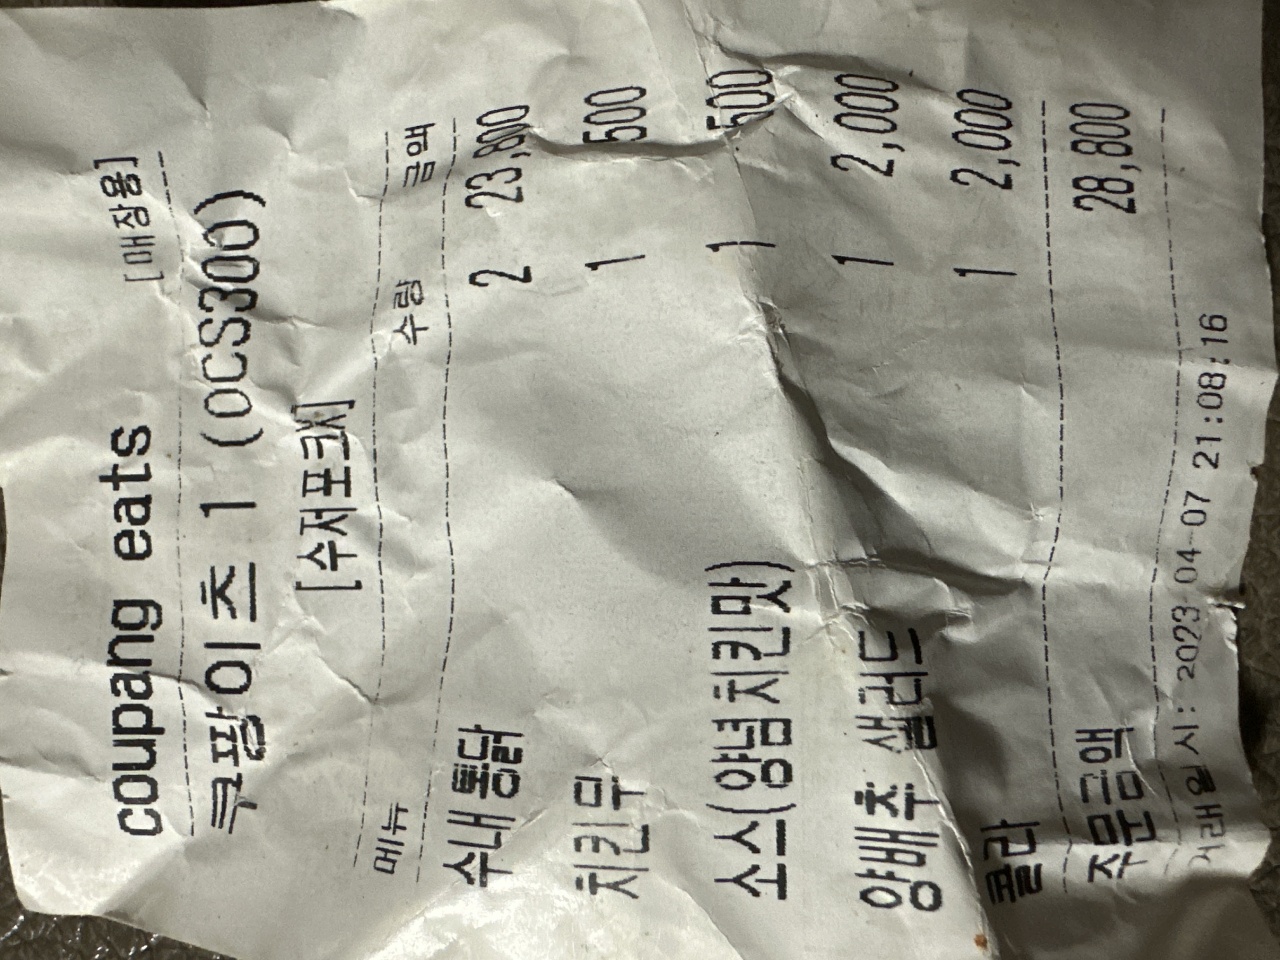 coupang eats [매장용]
쿠팡이츠 1 (0CS300)
[수저포크X]
메뉴 수량 금액
수내통닭 2 23,800
치킨무 1 500
소스(양념치킨맛) 1 500
양배추 샐러드 1 2,000
콜라 1 2,000
주문금액 28,800
거래일시: 2023-04-07 21:08:16